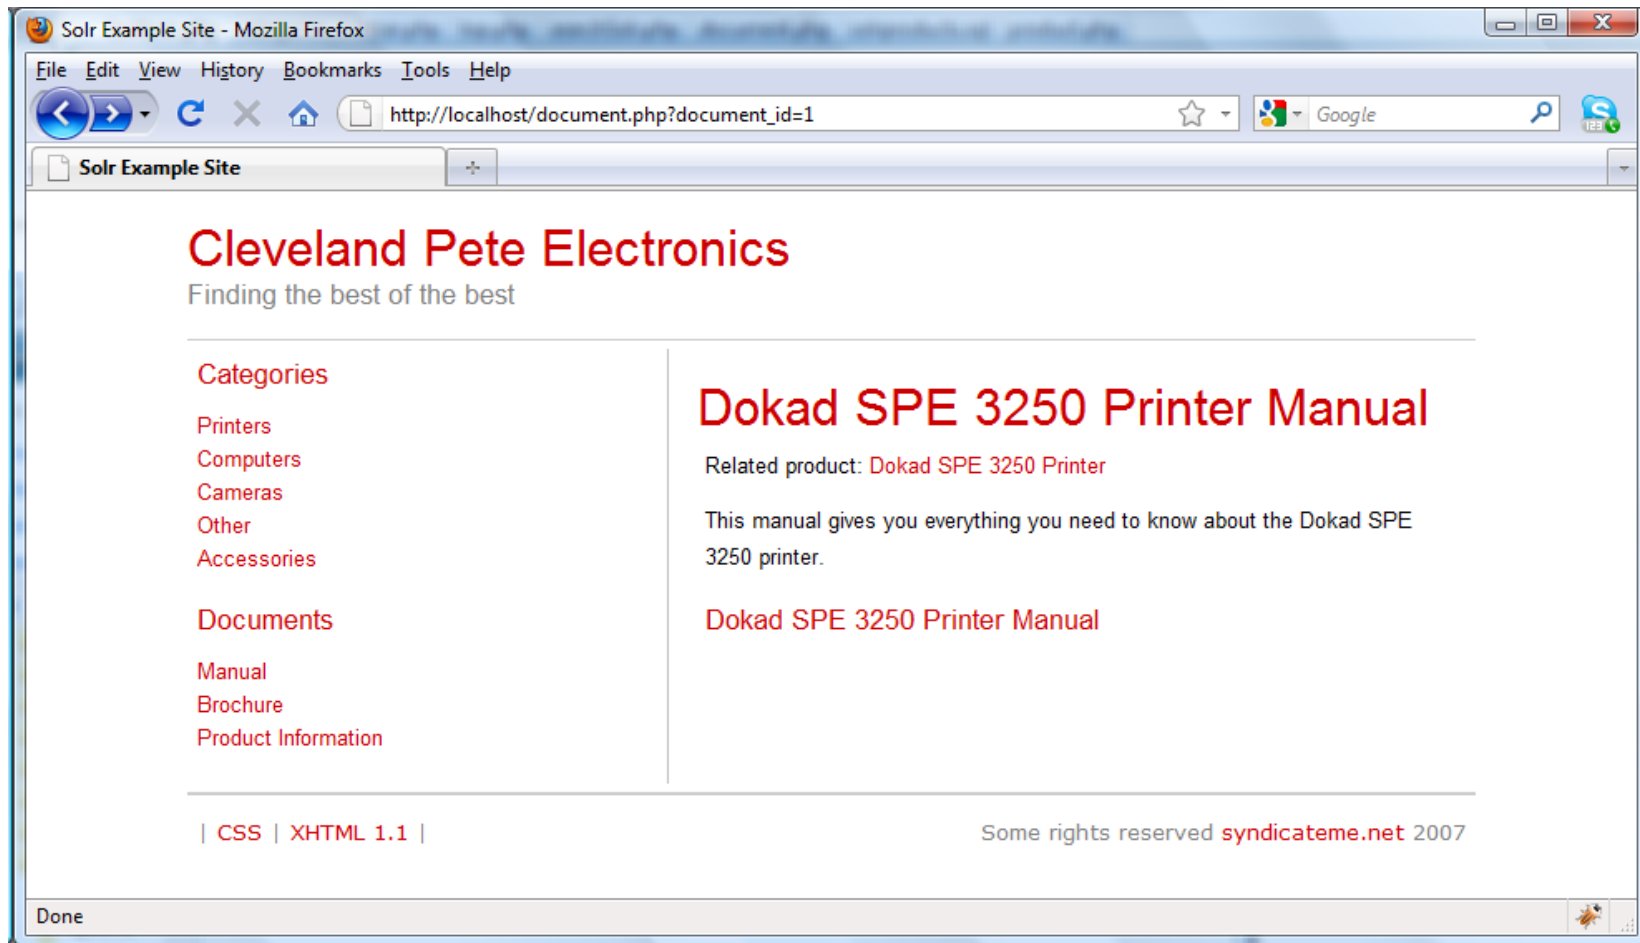 Solr Example Site - Mozilla Firefox
File Edit View History Bookmarks Tools Help
http://localhost/document.php?document_id=1
Google
Solr Example Site
Cleveland Pete Electronics
Finding the best of the best
Categories
Printers
Computers
Cameras
Other
Accessories
Documents
Manual
Brochure
Product Information
Dokad SPE 3250 Printer Manual
Related product: Dokad SPE 3250 Printer
This manual gives you everything you need to know about the Dokad SPE
3250 printer.
Dokad SPE 3250 Printer Manual
| CSS | XHTML 1.1 |
Some rights reserved syndicateme.net 2007
Done